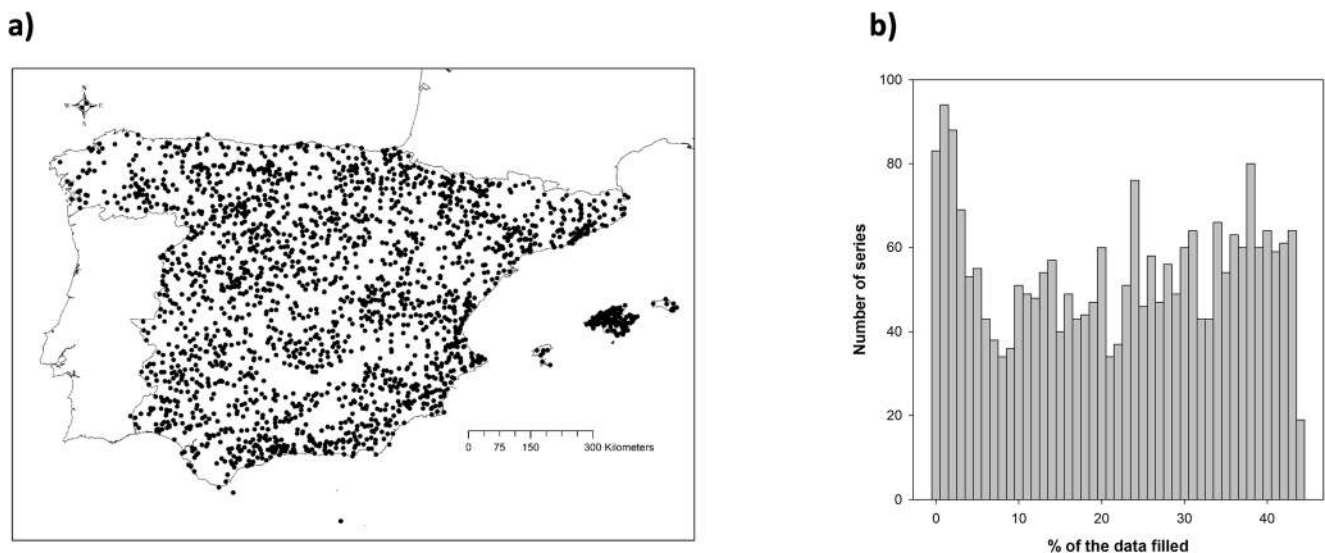 a)
b)
N
W
E
S
0 75 150 300 Kilometers
100
80
60
40
20
0
Number of series
0 10 20 30 40
% of the data filled